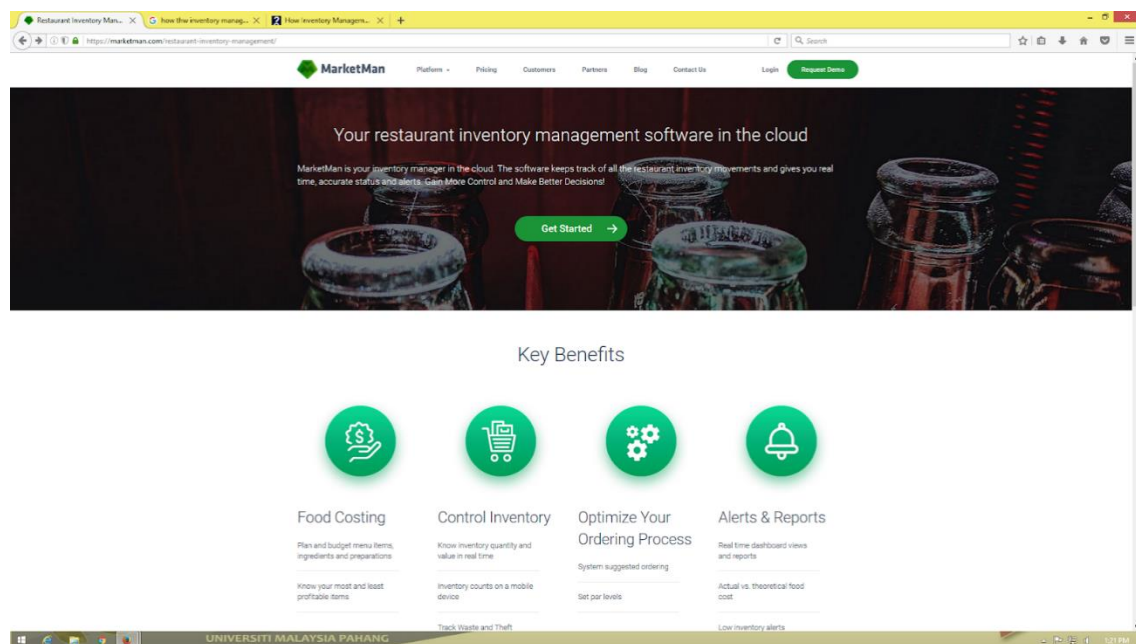 Restaurant Inventory Man...
how thw inventory manag...
How Inventory Managem...
https://marketman.com/restaurant-inventory-management/
Search
MarketMan
Platform
Pricing
Customers
Partners
Blog
Contact Us
Login
Request Demo
Your restaurant inventory management software in the cloud
MarketMan is your inventory manager in the cloud. The software keeps track of all the restaurant inventory movements and gives you real
time, accurate status and alerts. Gain More Control and Make Better Decisions!
Get Started
Key Benefits
Food Costing
Plan and budget menu items,
ingredients and preparations
Know your most and least
profitable items
Control Inventory
Know inventory quantity and
value in real time
Inventory counts on a mobile
device
Track Waste and Theft
Optimize Your
Ordering Process
System suggested ordering
Set par levels
Alerts & Reports
Real time dashboard views
and reports
Actual vs. theoretical food
cost
Low inventory alerts
UNIVERSITI MALAYSIA PAHANG
1:21 PM